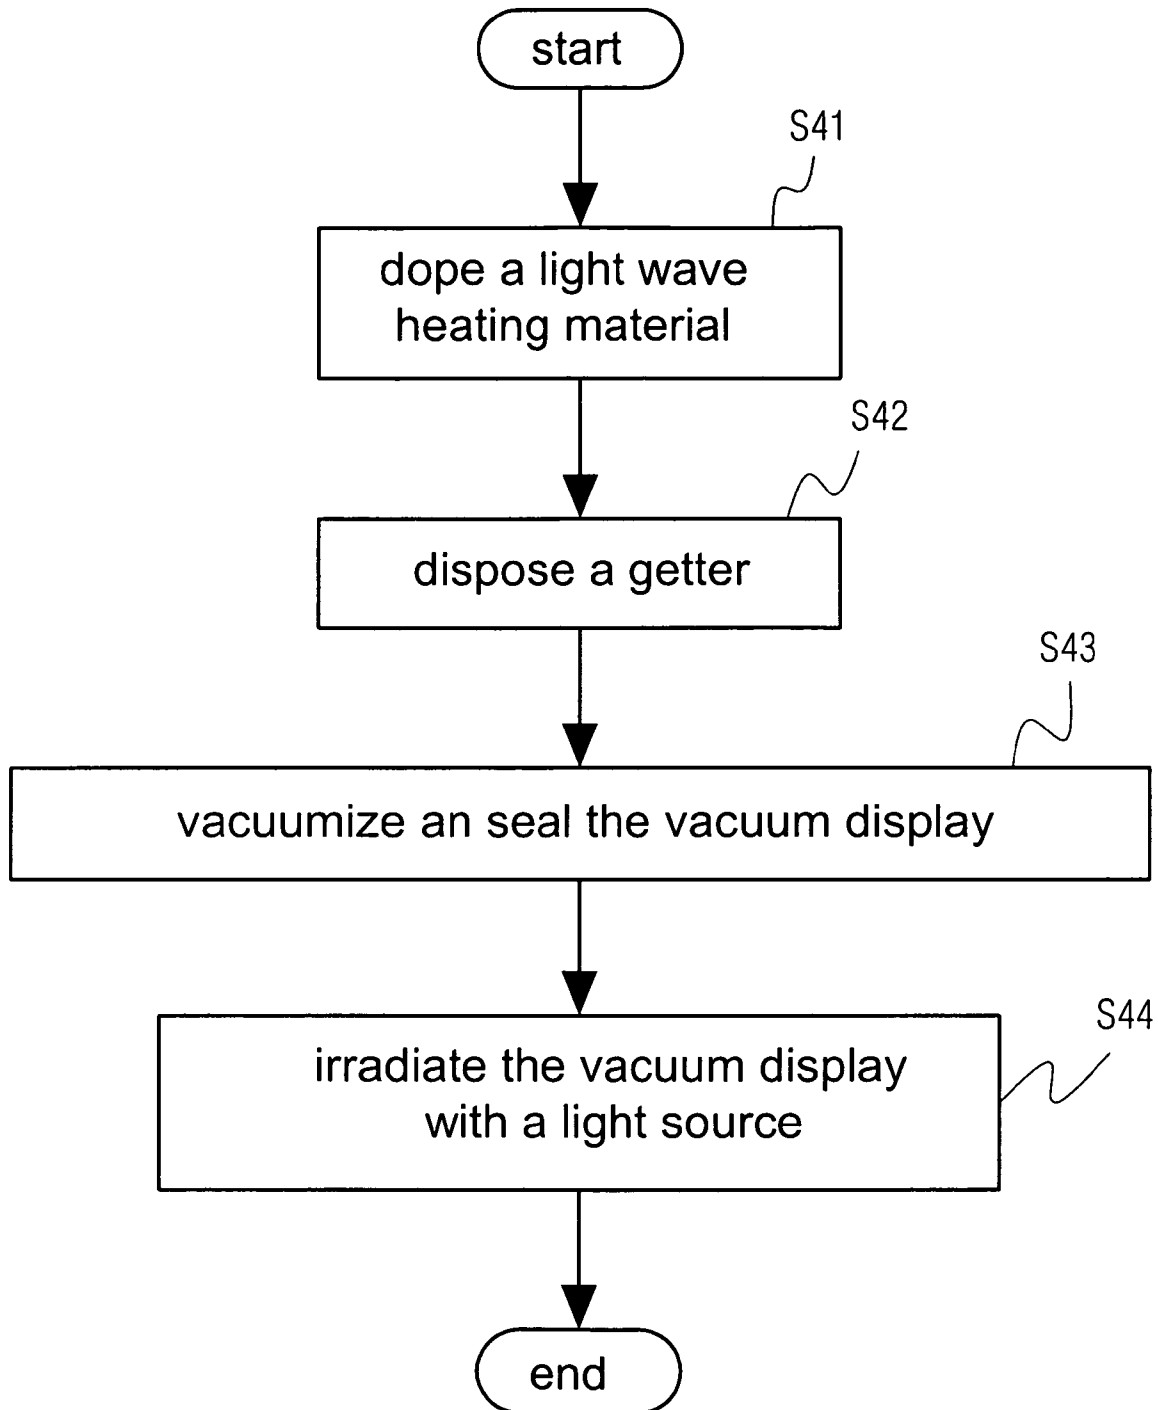 start
S41
dope a light wave
heating material
S42
dispose a getter
S43
vacuumize an seal the vacuum display
S44
irradiate the vacuum display
with a light source
end